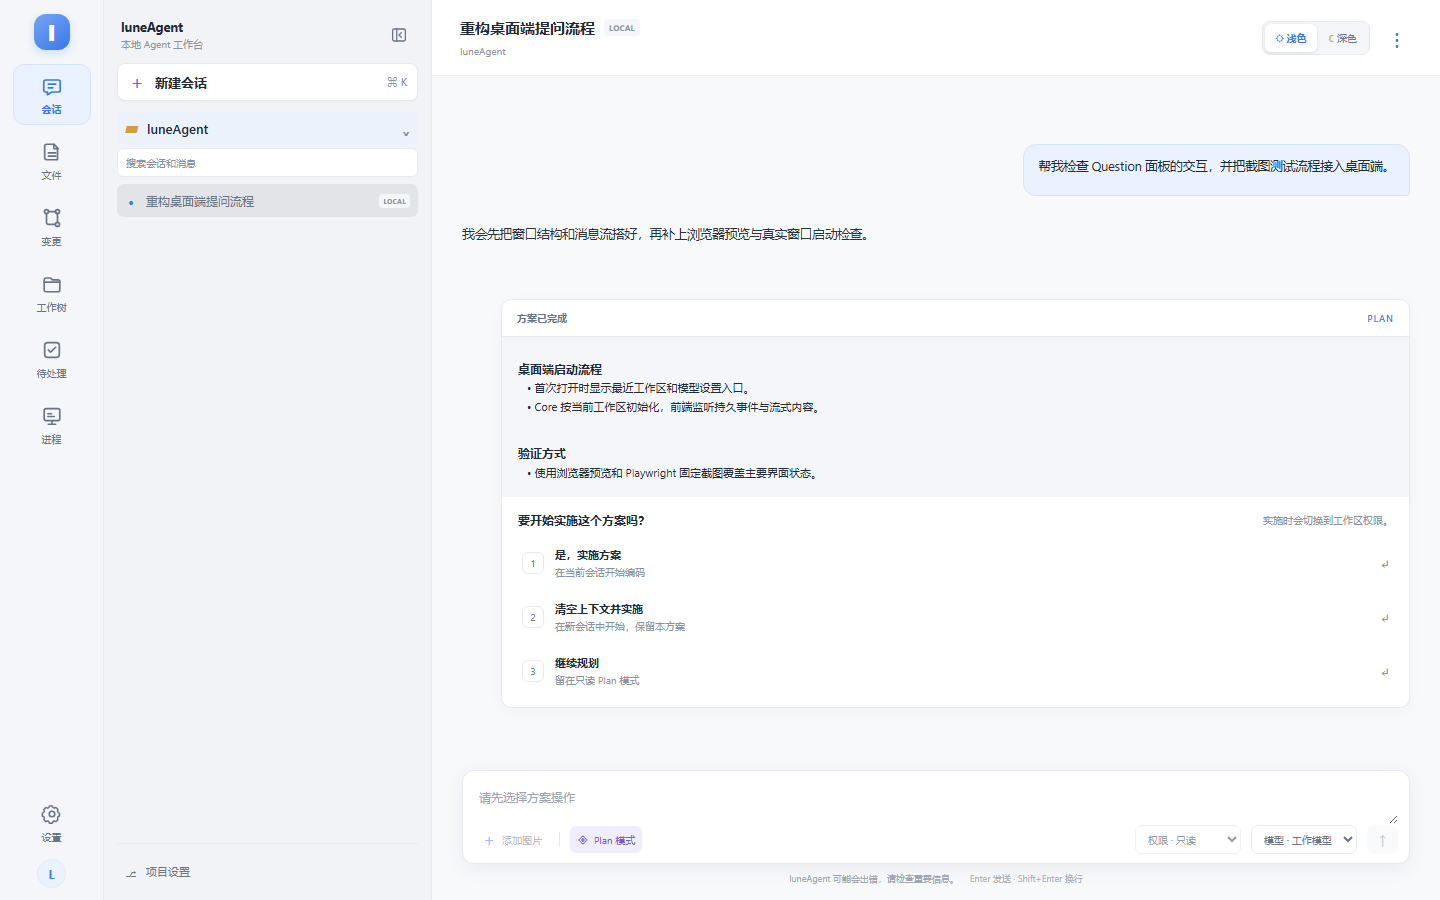 会话
文件
变更
工作树
待处理
进程
设置
L
luneAgent
本地 Agent 工作台
+ 新建会话 ⌘ K
luneAgent
搜索会话和消息
重构桌面端提问流程 LOCAL
项目设置
重构桌面端提问流程 LOCAL
luneAgent
浅色 深色
帮我检查 Question 面板的交互，并把截图测试流程接入桌面端。
我会先把窗口结构和消息流搭好，再补上浏览器预览与真实窗口启动检查。
方案已完成 PLAN
桌面端启动流程
• 首次打开时显示最近工作区和模型设置入口。
• Core 按当前工作区初始化，前端监听持久事件与流式内容。
验证方式
• 使用浏览器预览和 Playwright 固定截图覆盖主要界面状态。
要开始实施这个方案吗？ 实施时会切换到工作区权限。
1 是，实施方案
在当前会话开始编码
2 清空上下文并实施
在新会话中开始，保留本方案
3 继续规划
留在只读 Plan 模式
请先选择方案操作
+ 添加图片 Plan 模式 权限 · 只读 模型 · 工作模型
luneAgent 可能会出错，请检查重要信息。 Enter 发送 · Shift+Enter 换行